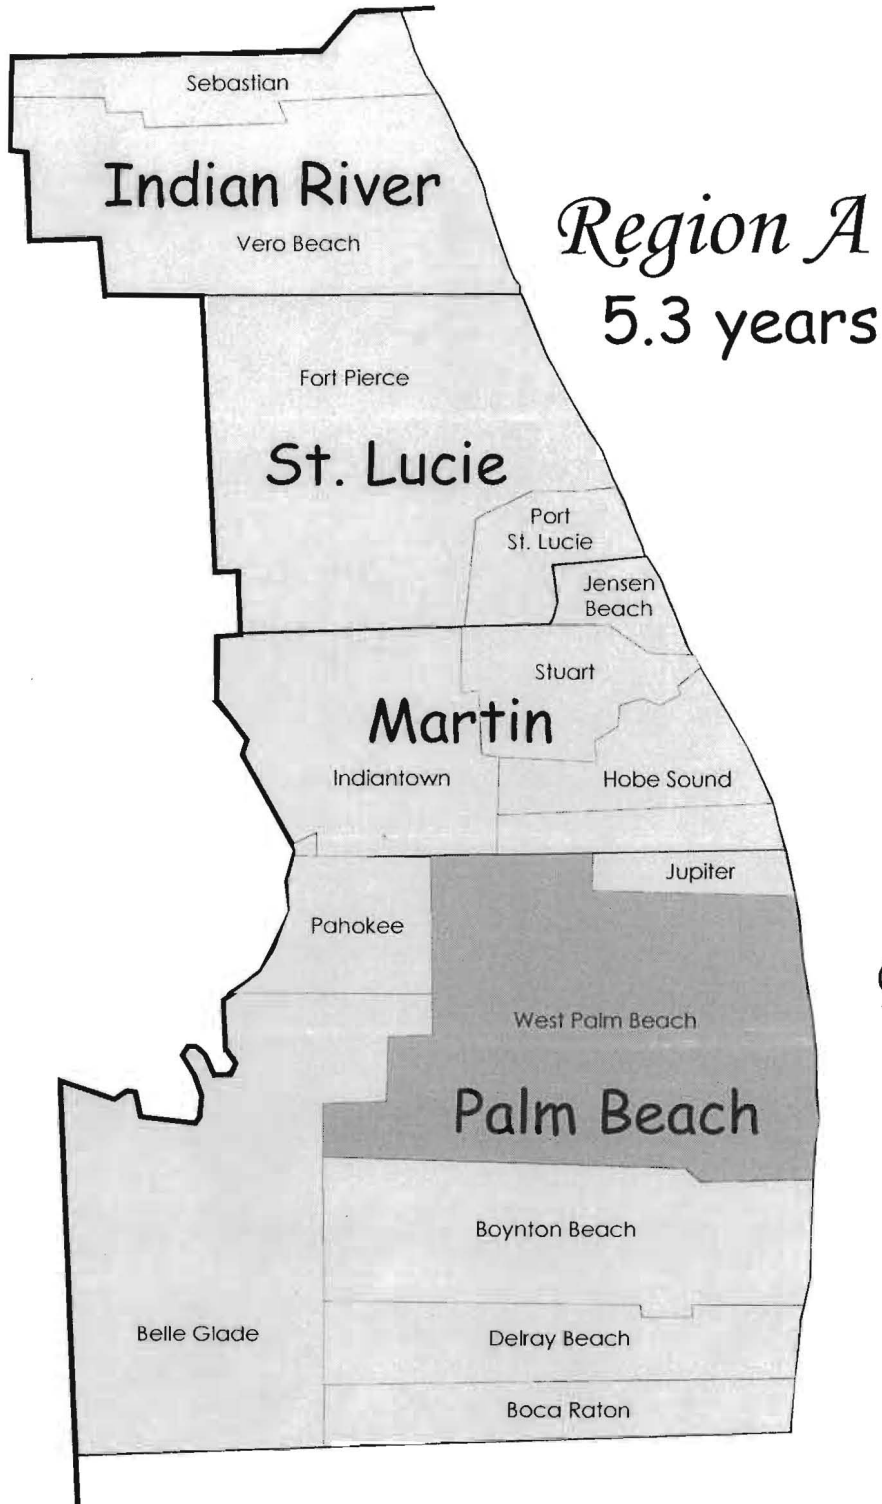 Sebastian
Indian River
Vero Beach
Region A
5.3 years
Fort Pierce
St. Lucie
Port
St. Lucie
Jensen
Beach
Stuart
Martin
Indiantown
Hobe Sound
Jupiter
Pahokee
West Palm Beach
Palm Beach
Boynton Beach
Belle Glade
Delray Beach
Boca Raton